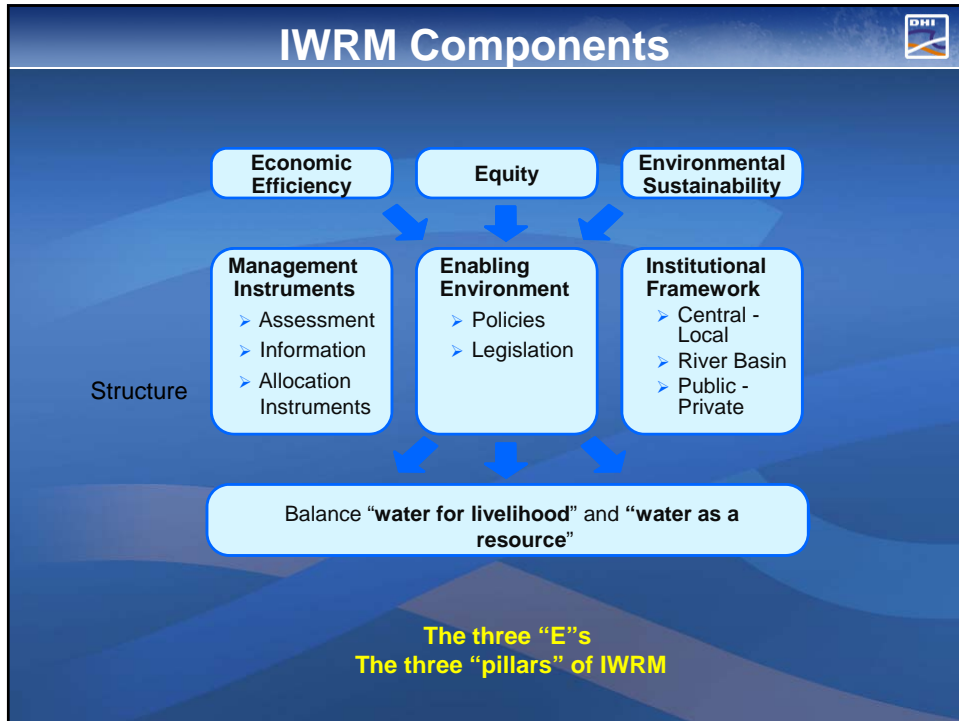 IWRM Components
DHI
Economic
Efficiency
Equity
Environmental
Sustainability
Management
Instruments
➢ Assessment
➢ Information
➢ Allocation
Instruments
Enabling
Environment
➢ Policies
➢ Legislation
Institutional
Framework
➢ Central -
Local
➢ River Basin
➢ Public -
Private
Structure
Balance “water for livelihood” and “water as a
resource”
The three “E”s
The three “pillars” of IWRM